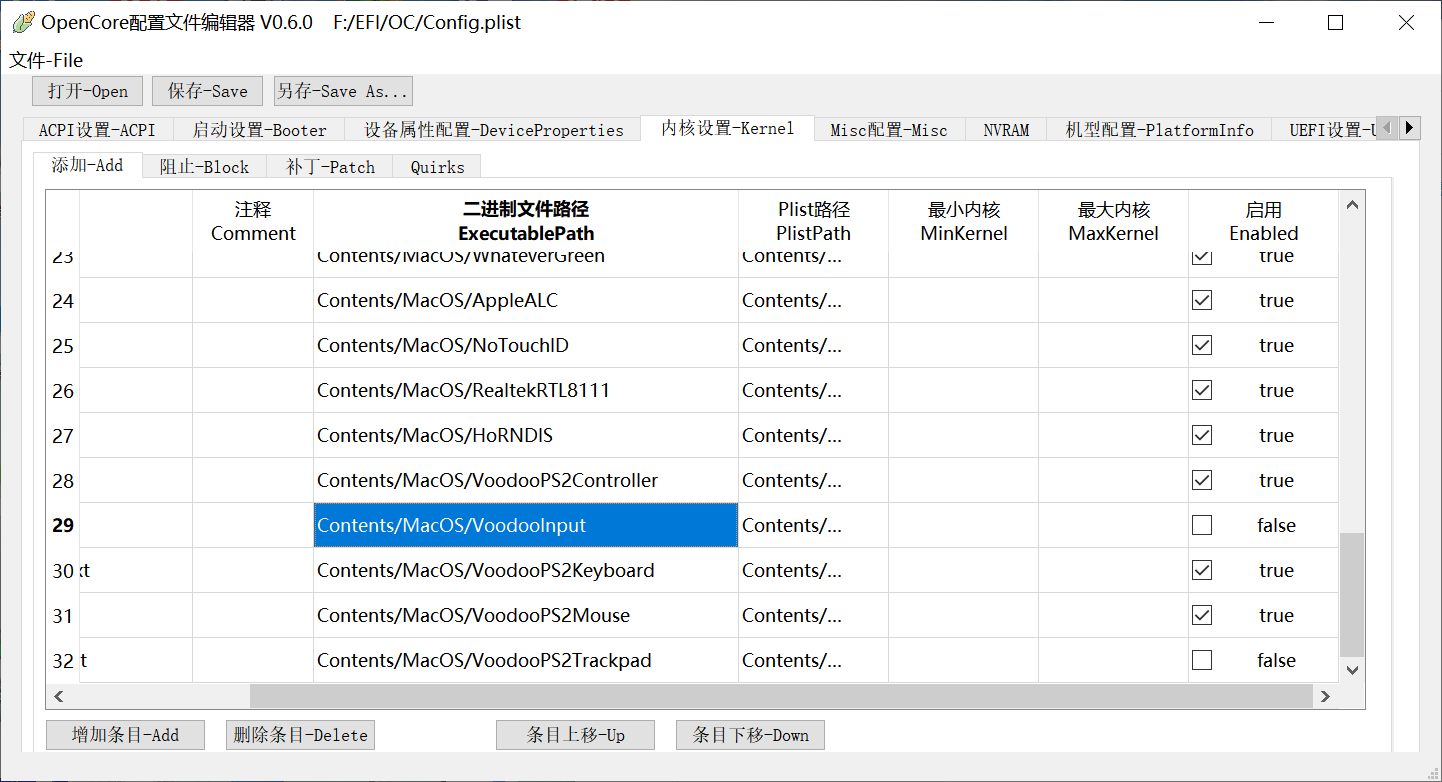 OpenCore配置文件编辑器 V0.6.0 F:/EFI/OC/Config.plist
文件-File
打开-Open 保存-Save 另存-Save As...
ACPI设置-ACPI 启动设置-Booter 设备属性配置-DeviceProperties 内核设置-Kernel Misc配置-Misc NVRAM 机型配置-PlatformInfo UEFI设置-U
添加-Add 阻止-Block 补丁-Patch Quirks
注释 二进制文件路径 Plist路径 最小内核 最大内核 启用
Comment ExecutablePath PlistPath MinKernel MaxKernel Enabled
23 Contents/MacOS/WhateverGreen Contents/... true
24 Contents/MacOS/AppleALC Contents/... true
25 Contents/MacOS/NoTouchID Contents/... true
26 Contents/MacOS/RealtekRTL8111 Contents/... true
27 Contents/MacOS/HoRNDIS Contents/... true
28 Contents/MacOS/VoodooPS2Controller Contents/... true
29 Contents/MacOS/VoodooInput Contents/... false
30 xt Contents/MacOS/VoodooPS2Keyboard Contents/... true
31 Contents/MacOS/VoodooPS2Mouse Contents/... true
32 t Contents/MacOS/VoodooPS2Trackpad Contents/... false
增加条目-Add 删除条目-Delete 条目上移-Up 条目下移-Down